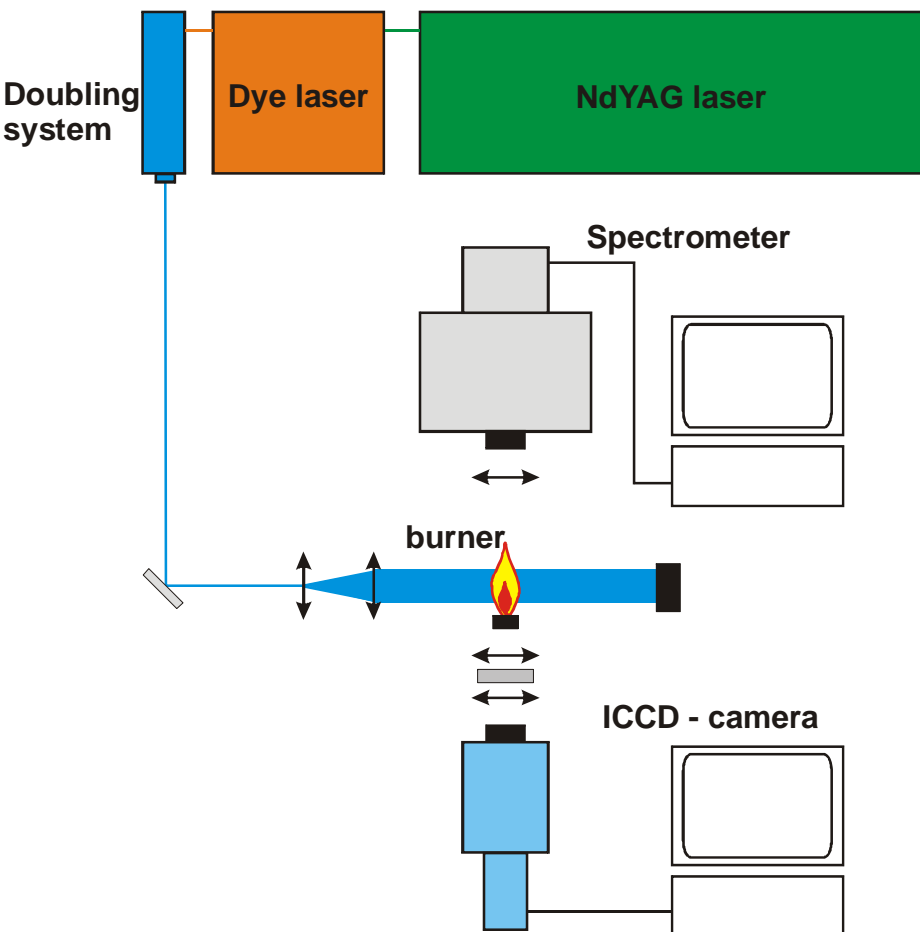 Doubling
system
Dye laser
NdYAG laser
Spectrometer
burner
ICCD - camera